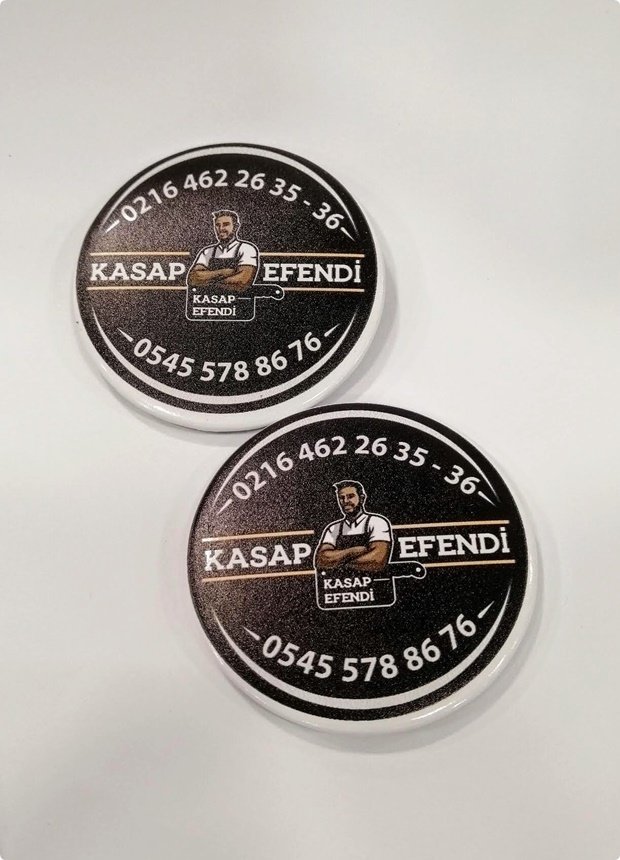 0216 462 26 35 - 36
KASAP EFENDİ
KASAP
EFENDİ
0545 578 86 76
0216 462 26 35 - 36
KASAP EFENDİ
KASAP
EFENDİ
0545 578 86 76